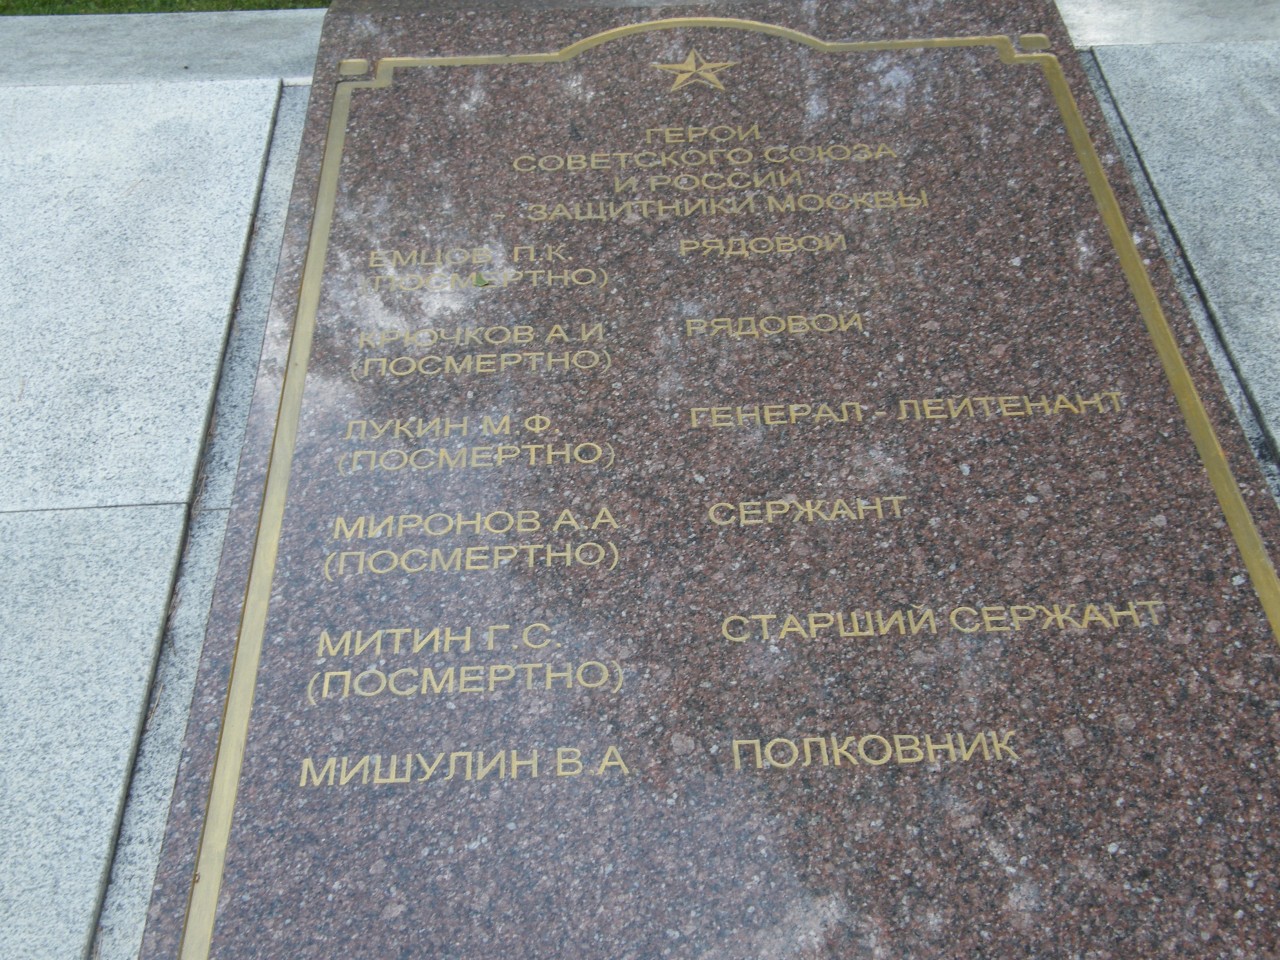 ГЕРОИ
СОВЕТСКОГО СОЮЗА
И РОССИИ
- ЗАЩИТНИКИ МОСКВЫ
ЕМЦОВ П.К. РЯДОВОЙ
(ПОСМЕРТНО)
КРЮЧКОВ А.И РЯДОВОЙ
(ПОСМЕРТНО)
ЛУКИН М.Ф. ГЕНЕРАЛ - ЛЕЙТЕНАНТ
(ПОСМЕРТНО)
МИРОНОВ А.А СЕРЖАНТ
(ПОСМЕРТНО)
МИТИН Г.С. СТАРШИЙ СЕРЖАНТ
(ПОСМЕРТНО)
МИШУЛИН В.А ПОЛКОВНИК